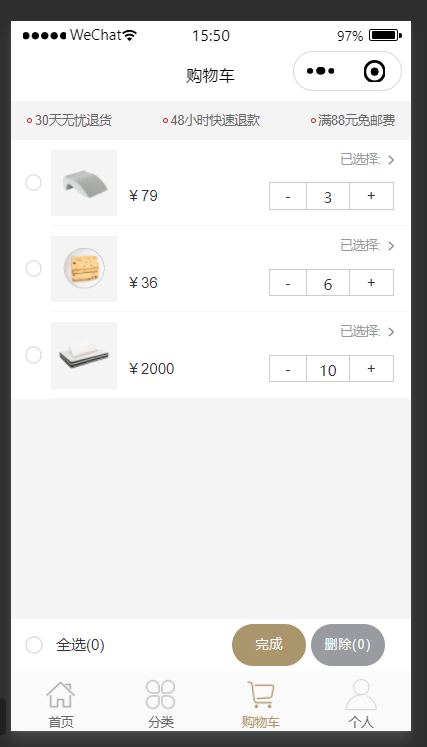 WeChat 15:50 97%
购物车
30天无忧退货 48小时快速退款 满88元免邮费
已选择:
¥79 - 3 +
已选择:
¥36 - 6 +
已选择:
¥2000 - 10 +
全选(0) 完成 删除(0)
首页 分类 购物车 个人